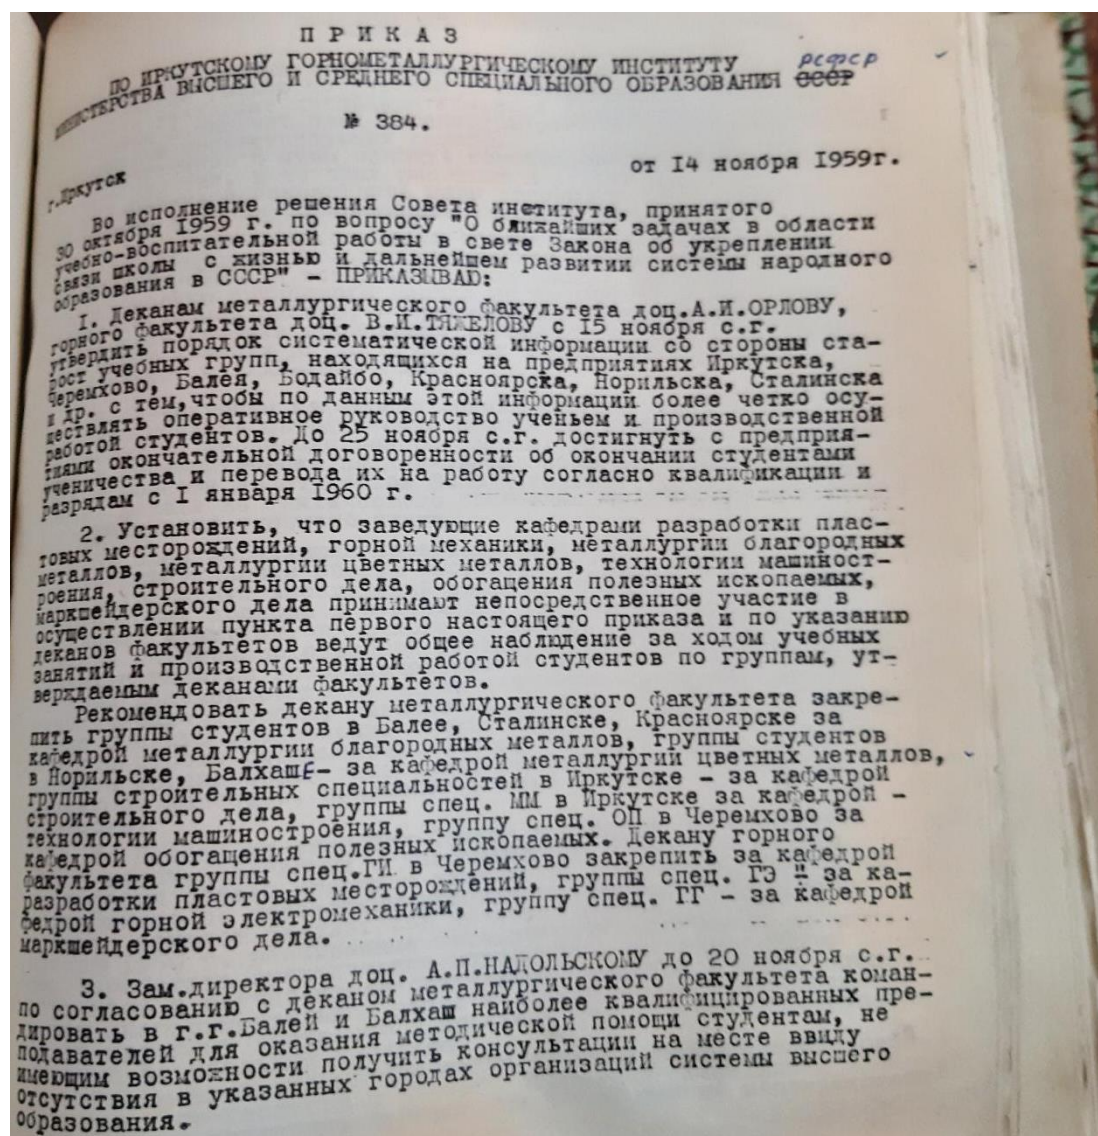 П Р И К А З
ПО ИРКУТСКОМУ ГОРНОМЕТАЛЛУРГИЧЕСКОМУ ИНСТИТУТУ РСФСР
МИНИСТЕРСТВА ВЫСШЕГО И СРЕДНЕГО СПЕЦИАЛЬНОГО ОБРАЗОВАНИЯ СССР
№ 384.
от 14 ноября 1959г.
г.Иркутск
Во исполнение решения Совета института, принятого
30 октября 1959 г. по вопросу "О ближайших задачах в области
учебно-воспитательной работы в свете Закона об укреплении
связи школы с жизнью и дальнейшем развитии системы народного
образования в СССР" - ПРИКАЗЫВАЮ:
I. Деканам металлургического факультета доц.А.И.ОРЛОВУ,
горного факультета доц. В.И.ТЯЖЕЛОВУ с 15 ноября с.г.
утвердить порядок систематической информации со стороны ста-
рост учебных групп, находящихся на предприятиях Иркутска,
Черемхово, Балея, Бодайбо, Красноярска, Норильска, Сталинска
и др. с тем,чтобы по данным этой информации более четко осу-
ществлять оперативное руководство ученьем и производственной
работой студентов. До 25 ноября с.г. достигнуть с предприя-
тиями окончательной договоренности об окончании студентами
ученичества и перевода их на работу согласно квалификации и
разрядам с I января 1960 г.
2. Установить, что заведующие кафедрами разработки плас-
товых месторождений, горной механики, металлургии благородных
металлов, металлургии цветных металлов, технологии машиност-
роения, строительного дела, обогащения полезных ископаемых,
маркшейдерского дела принимают непосредственное участие в
осуществлении пункта первого настоящего приказа и по указанию
деканов факультетов ведут общее наблюдение за ходом учебных
занятий и производственной работой студентов по группам, ут-
верждаемым деканами факультетов.
Рекомендовать декану металлургического факультета закре-
пить группы студентов в Балее, Сталинске, Красноярске за
кафедрой металлургии благородных металлов, группы студентов
в Норильске, Балхаше- за кафедрой металлургии цветных металлов,
группы строительных специальностей в Иркутске - за кафедрой
строительного дела, группы спец. ММ в Иркутске за кафедрой -
технологии машиностроения, группу спец. ОП в Черемхово за
кафедрой обогащения полезных ископаемых. Декану горного
факультета группы спец.ГИ в Черемхово закрепить за кафедрой
разработки пластовых месторождений, группы спец. ГЭ - за ка-
федрой горной электромеханики, группу спец. ГГ - за кафедрой
маркшейдерского дела.
3. Зам.директора доц. А.П.НАДОЛЬСКОМУ до 20 ноября с.г.
по согласованию с деканом металлургического факультета коман-
дировать в г.г.Балей и Балхаш наиболее квалифицированных пре-
подавателей для оказания методической помощи студентам, не
имеющим возможности получить консультации на месте ввиду
отсутствия в указанных городах организаций системы высшего
образования.